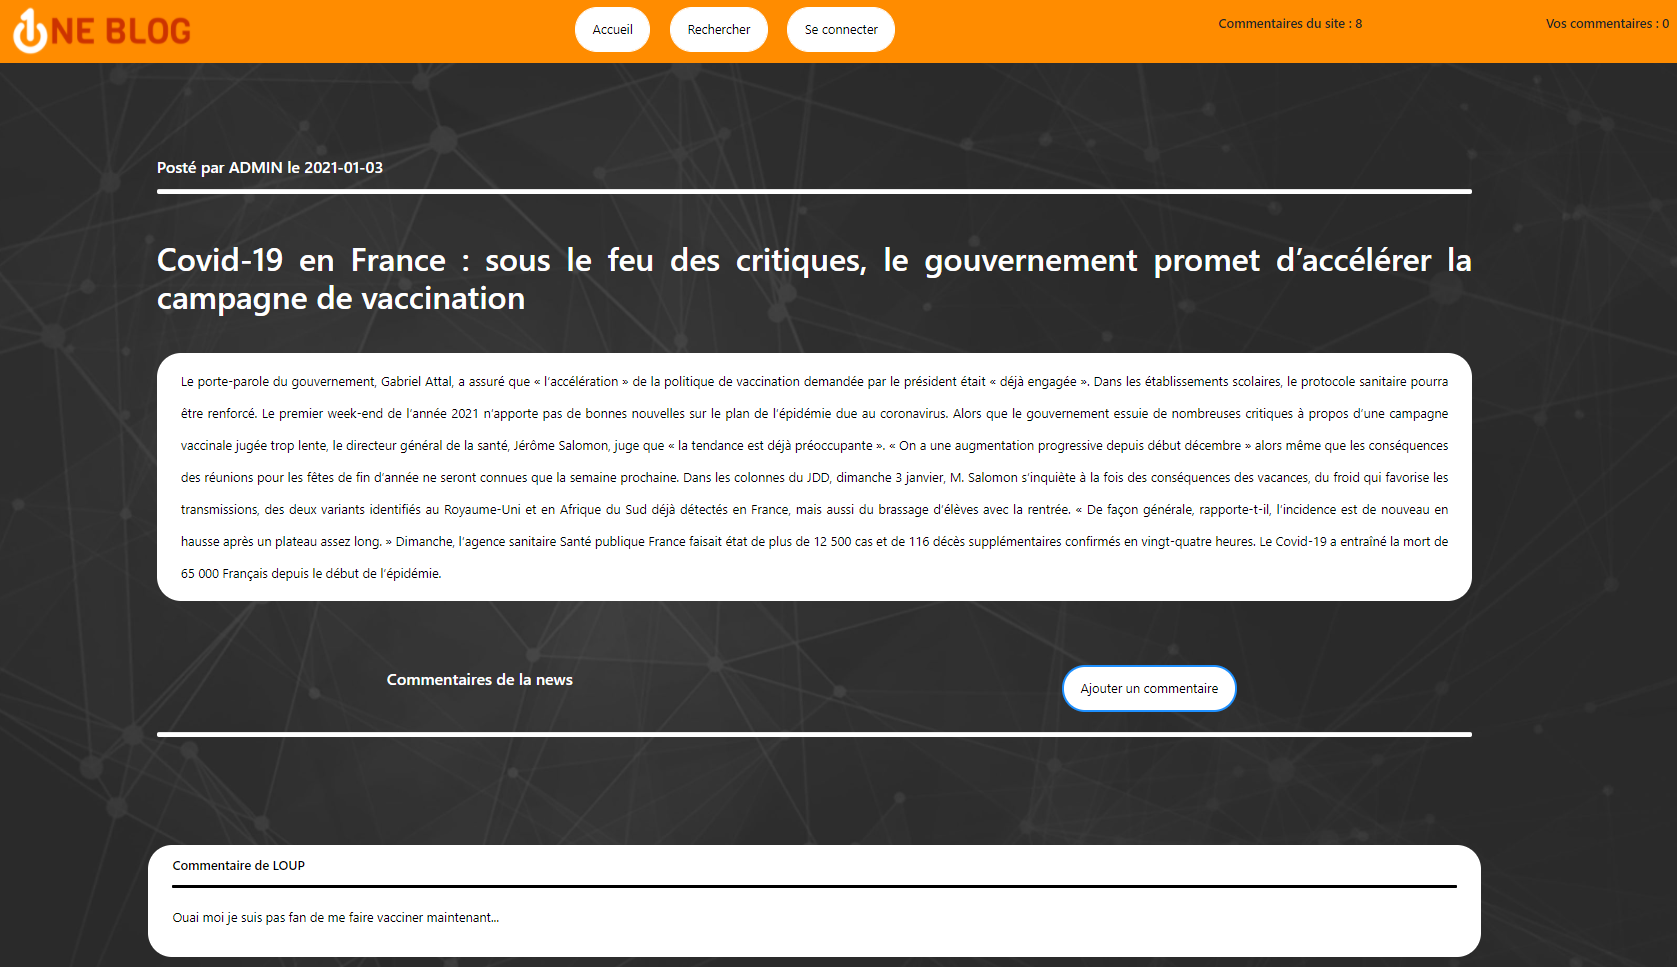 ONE BLOG
Accueil
Rechercher
Se connecter
Commentaires du site : 8
Vos commentaires : 0
Posté par ADMIN le 2021-01-03
Covid-19 en France : sous le feu des critiques, le gouvernement promet d’accélérer la
campagne de vaccination
Le porte-parole du gouvernement, Gabriel Attal, a assuré que « l’accélération » de la politique de vaccination demandée par le président était « déjà engagée ». Dans les établissements scolaires, le protocole sanitaire pourra
être renforcé. Le premier week-end de l’année 2021 n’apporte pas de bonnes nouvelles sur le plan de l’épidémie due au coronavirus. Alors que le gouvernement essuie de nombreuses critiques à propos d’une campagne
vaccinale jugée trop lente, le directeur général de la santé, Jérôme Salomon, juge que « la tendance est déjà préoccupante ». « On a une augmentation progressive depuis début décembre » alors même que les conséquences
des réunions pour les fêtes de fin d’année ne seront connues que la semaine prochaine. Dans les colonnes du JDD, dimanche 3 janvier, M. Salomon s’inquiète à la fois des conséquences des vacances, du froid qui favorise les
transmissions, des deux variants identifiés au Royaume-Uni et en Afrique du Sud déjà détectés en France, mais aussi du brassage d’élèves avec la rentrée. « De façon générale, rapporte-t-il, l’incidence est de nouveau en
hausse après un plateau assez long. » Dimanche, l’agence sanitaire Santé publique France faisait état de plus de 12 500 cas et de 116 décès supplémentaires confirmés en vingt-quatre heures. Le Covid-19 a entraîné la mort de
65 000 Français depuis le début de l’épidémie.
Commentaires de la news
Ajouter un commentaire
Commentaire de LOUP
Ouai moi je suis pas fan de me faire vacciner maintenant...